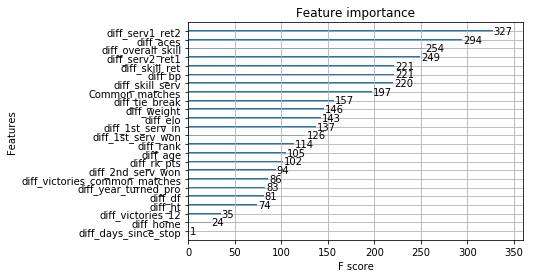 Feature importance
Features
diff_serv1_ret2 327
diff_aces 294
diff_overall_skill 254
diff_serv2_ret1 249
diff_skill_ret 221
diff_bp 221
diff_skill_serv 220
Common_matches 197
diff_tie_break 157
diff_weight 146
diff_elo 143
diff_1st_serv_in 137
diff_1st_serv_won 126
diff_rank 114
diff_age 105
diff_rk_pts 102
diff_2nd_serv_won 94
diff_victories_common_matches 86
diff_year_turned_pro 83
diff_df 81
diff_ht 74
diff_victories_12 35
diff_home 24
diff_days_since_stop 1
0 50 100 150 200 250 300 350
F score